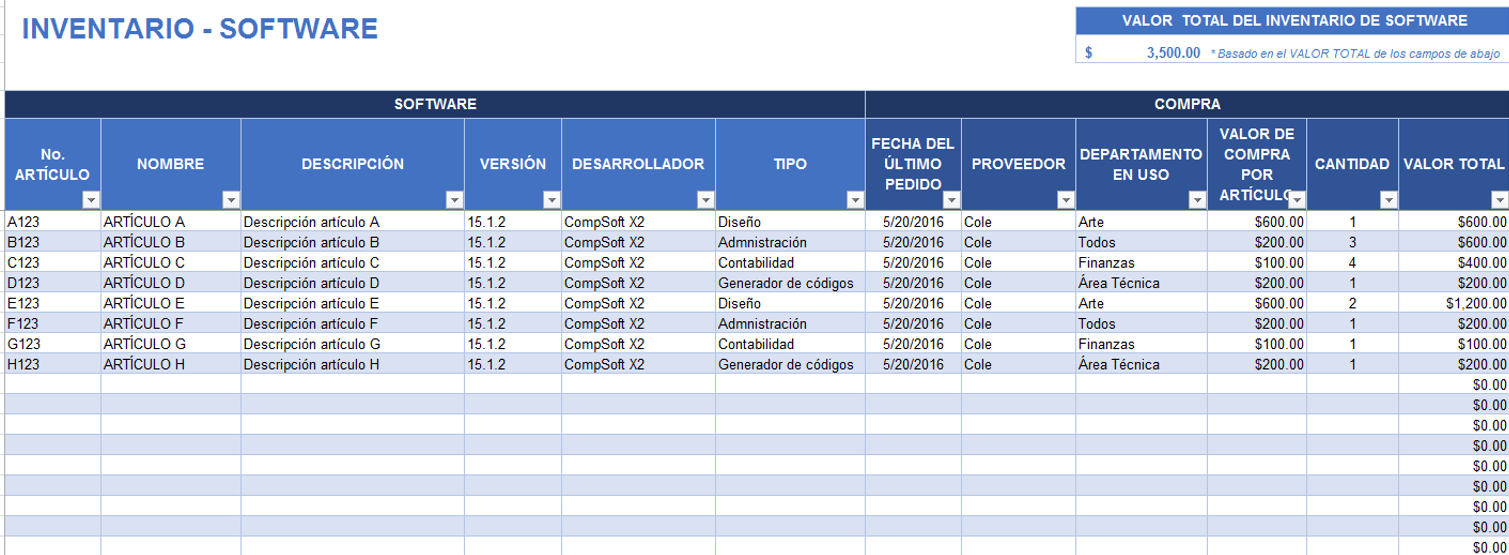 INVENTARIO - SOFTWARE
VALOR TOTAL DEL INVENTARIO DE SOFTWARE
$ 3,500.00 * Basado en el VALOR TOTAL de los campos de abajo
SOFTWARE COMPRA
No. ARTÍCULO NOMBRE DESCRIPCIÓN VERSIÓN DESARROLLADOR TIPO FECHA DEL ÚLTIMO PEDIDO PROVEEDOR DEPARTAMENTO EN USO VALOR DE COMPRA POR ARTÍCULO CANTIDAD VALOR TOTAL
A123 ARTÍCULO A Descripción artículo A 15.1.2 CompSoft X2 Diseño 5/20/2016 Cole Arte $600.00 1 $600.00
B123 ARTÍCULO B Descripción artículo B 15.1.2 CompSoft X2 Admnistración 5/20/2016 Cole Todos $200.00 3 $600.00
C123 ARTÍCULO C Descripción artículo C 15.1.2 CompSoft X2 Contabilidad 5/20/2016 Cole Finanzas $100.00 4 $400.00
D123 ARTÍCULO D Descripción artículo D 15.1.2 CompSoft X2 Generador de códigos 5/20/2016 Cole Área Técnica $200.00 1 $200.00
E123 ARTÍCULO E Descripción artículo E 15.1.2 CompSoft X2 Diseño 5/20/2016 Cole Arte $600.00 2 $1,200.00
F123 ARTÍCULO F Descripción artículo F 15.1.2 CompSoft X2 Admnistración 5/20/2016 Cole Todos $200.00 1 $200.00
G123 ARTÍCULO G Descripción artículo G 15.1.2 CompSoft X2 Contabilidad 5/20/2016 Cole Finanzas $100.00 1 $100.00
H123 ARTÍCULO H Descripción artículo H 15.1.2 CompSoft X2 Generador de códigos 5/20/2016 Cole Área Técnica $200.00 1 $200.00
$0.00
$0.00
$0.00
$0.00
$0.00
$0.00
$0.00
$0.00
$0.00